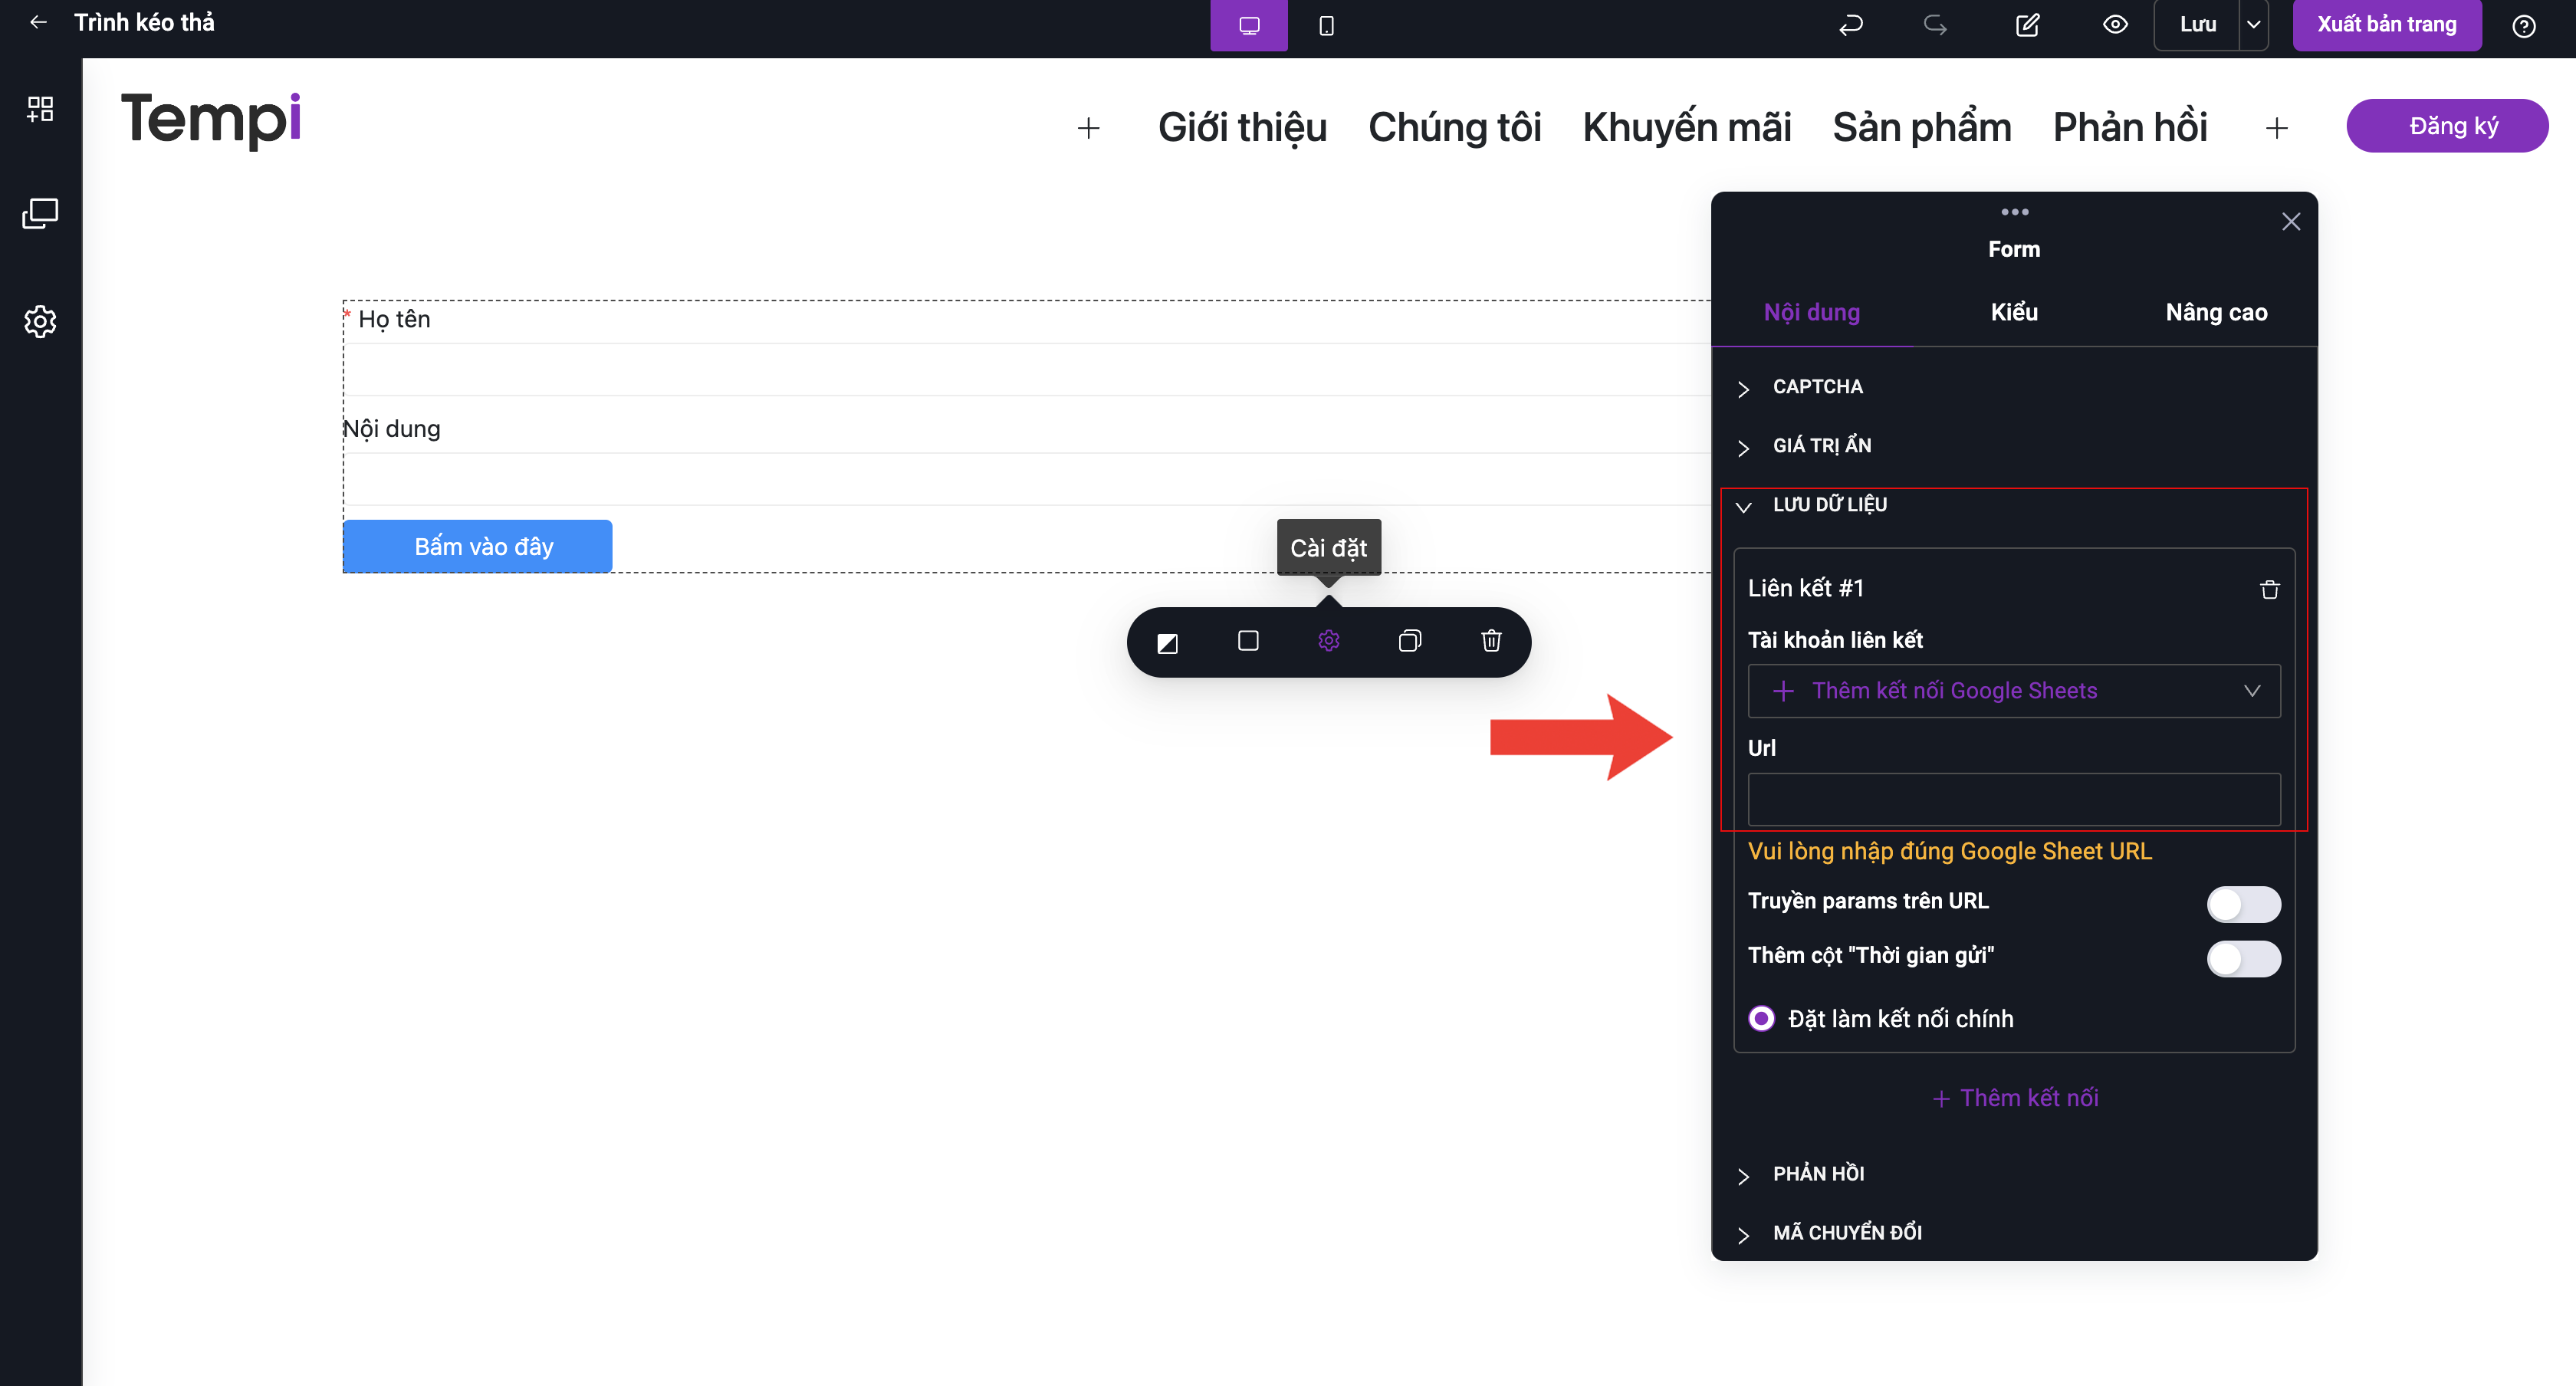 Trình kéo thả
Lưu
Xuất bản trang
Tempi
Giới thiệu
Chúng tôi
Khuyến mãi
Sản phẩm
Phản hồi
Đăng ký
* Họ tên
Nội dung
Bấm vào đây
Cài đặt
Form
Nội dung
Kiểu
Nâng cao
CAPTCHA
GIÁ TRỊ ẨN
LƯU DỮ LIỆU
Liên kết #1
Tài khoản liên kết
+ Thêm kết nối Google Sheets
Url
Vui lòng nhập đúng Google Sheet URL
Truyền params trên URL
Thêm cột "Thời gian gửi"
Đặt làm kết nối chính
+ Thêm kết nối
PHẢN HỒI
MÃ CHUYỂN ĐỔI